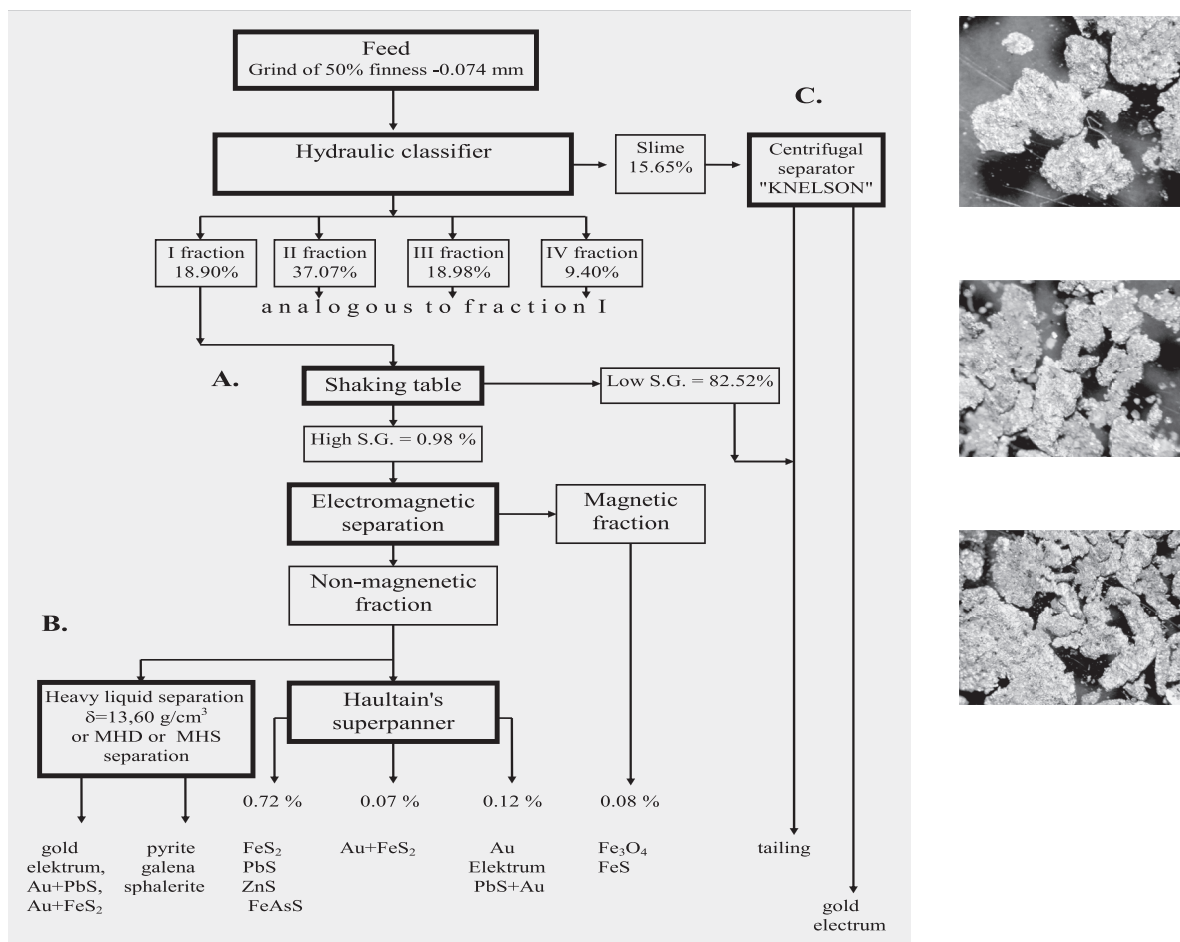 Feed
Grind of 50% finness -0.074 mm
C.
Hydraulic classifier
Slime
15.65%
Centrifugal
separator
"KNELSON"
I fraction
18.90%
II fraction
37.07%
III fraction
18.98%
IV fraction
9.40%
analogous to fraction I
A.
Shaking table
Low S.G. = 82.52%
High S.G. = 0.98 %
Electromagnetic
separation
Magnetic
fraction
Non-magnenetic
fraction
B.
Heavy liquid separation
δ=13,60 g/cm³
or MHD or MHS
separation
Haultain's
superpanner
0.72 %
0.07 %
0.12 %
0.08 %
gold
elektrum,
Au+PbS,
Au+FeS₂
pyrite
galena
sphalerite
FeS₂
PbS
ZnS
FeAsS
Au+FeS₂
Au
Elektrum
PbS+Au
Fe₃O₄
FeS
tailing
gold
electrum